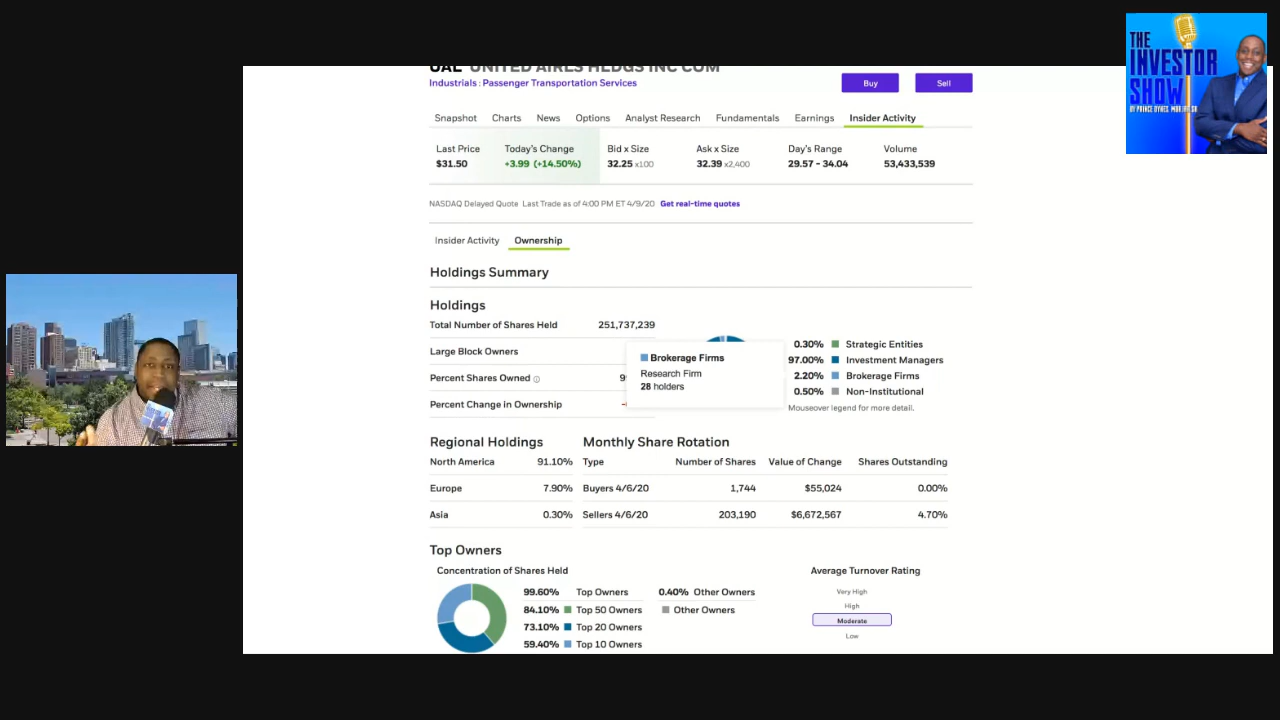 THE
INVESTOR
SHOW
UAL UNITED AIRLS HLDGS INC COM
Industrials : Passenger Transportation Services
Buy
Sell
Snapshot Charts News Options Analyst Research Fundamentals Earnings Insider Activity
Last Price Today's Change Bid x Size Ask x Size Day's Range Volume
$31.50 +3.99 (+14.50%) 32.25 x100 32.39 x2,400 29.57 - 34.04 53,433,539
NASDAQ Delayed Quote Last Trade as of 4:00 PM ET 4/9/20 Get real-time quotes
Insider Activity Ownership
Holdings Summary
Holdings
Total Number of Shares Held 251,737,239
Large Block Owners
Percent Shares Owned
Percent Change in Ownership
Brokerage Firms
Research Firm
28 holders
0.30% Strategic Entities
97.00% Investment Managers
2.20% Brokerage Firms
0.50% Non-Institutional
Mouseover legend for more detail.
Regional Holdings
North America 91.10%
Europe 7.90%
Asia 0.30%
Monthly Share Rotation
Type Number of Shares Value of Change Shares Outstanding
Buyers 4/6/20 1,744 $55,024 0.00%
Sellers 4/6/20 203,190 $6,672,567 4.70%
Top Owners
Concentration of Shares Held
99.60% Top Owners
84.10% Top 50 Owners
73.10% Top 20 Owners
59.40% Top 10 Owners
0.40% Other Owners
Other Owners
Average Turnover Rating
Very High
High
Moderate
Low